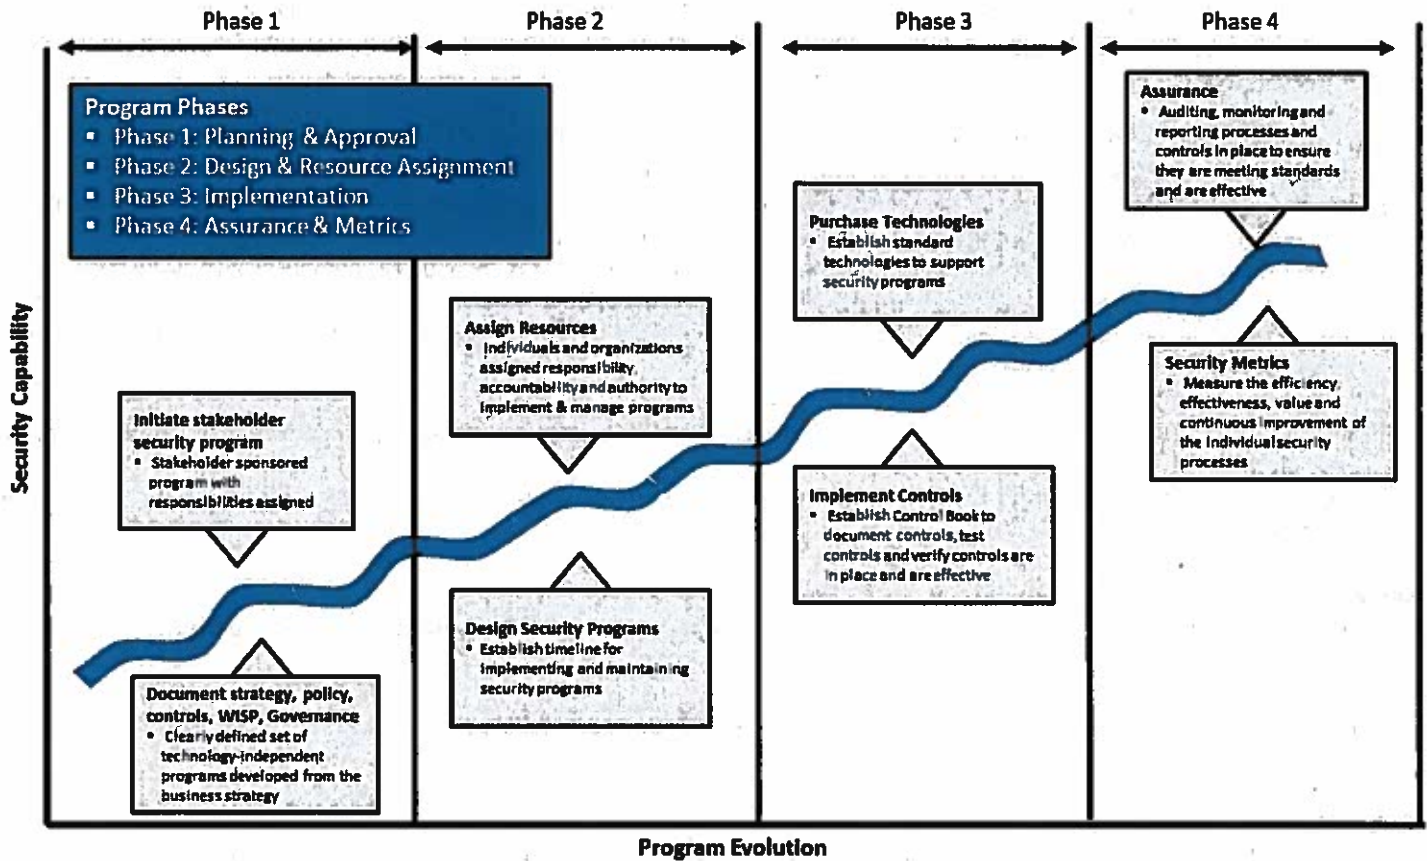 Phase 1
Phase 2
Phase 3
Phase 4
Program Phases
▪ Phase 1: Planning & Approval
▪ Phase 2: Design & Resource Assignment
▪ Phase 3: Implementation
▪ Phase 4: Assurance & Metrics
Security Capability
Initiate stakeholder
security program
• Stakeholder sponsored
program with
responsibilities assigned
Document strategy, policy,
controls, WISP, Governance
• Clearly defined set of
technology-independent
programs developed from the
business strategy
Assign Resources
• Individuals and organizations
assigned responsibility,
accountability and authority to
implement & manage programs
Design Security Programs
• Establish timeline for
implementing and maintaining
security programs
Purchase Technologies
• Establish standard
technologies to support
security programs
Implement Controls
• Establish Control Book to
document controls, test
controls and verify controls are
in place and are effective
Assurance
• Auditing, monitoring and
reporting processes and
controls in place to ensure
they are meeting standards
and are effective
Security Metrics
• Measure the efficiency,
effectiveness, value and
continuous improvement of
the individual security
processes
Program Evolution